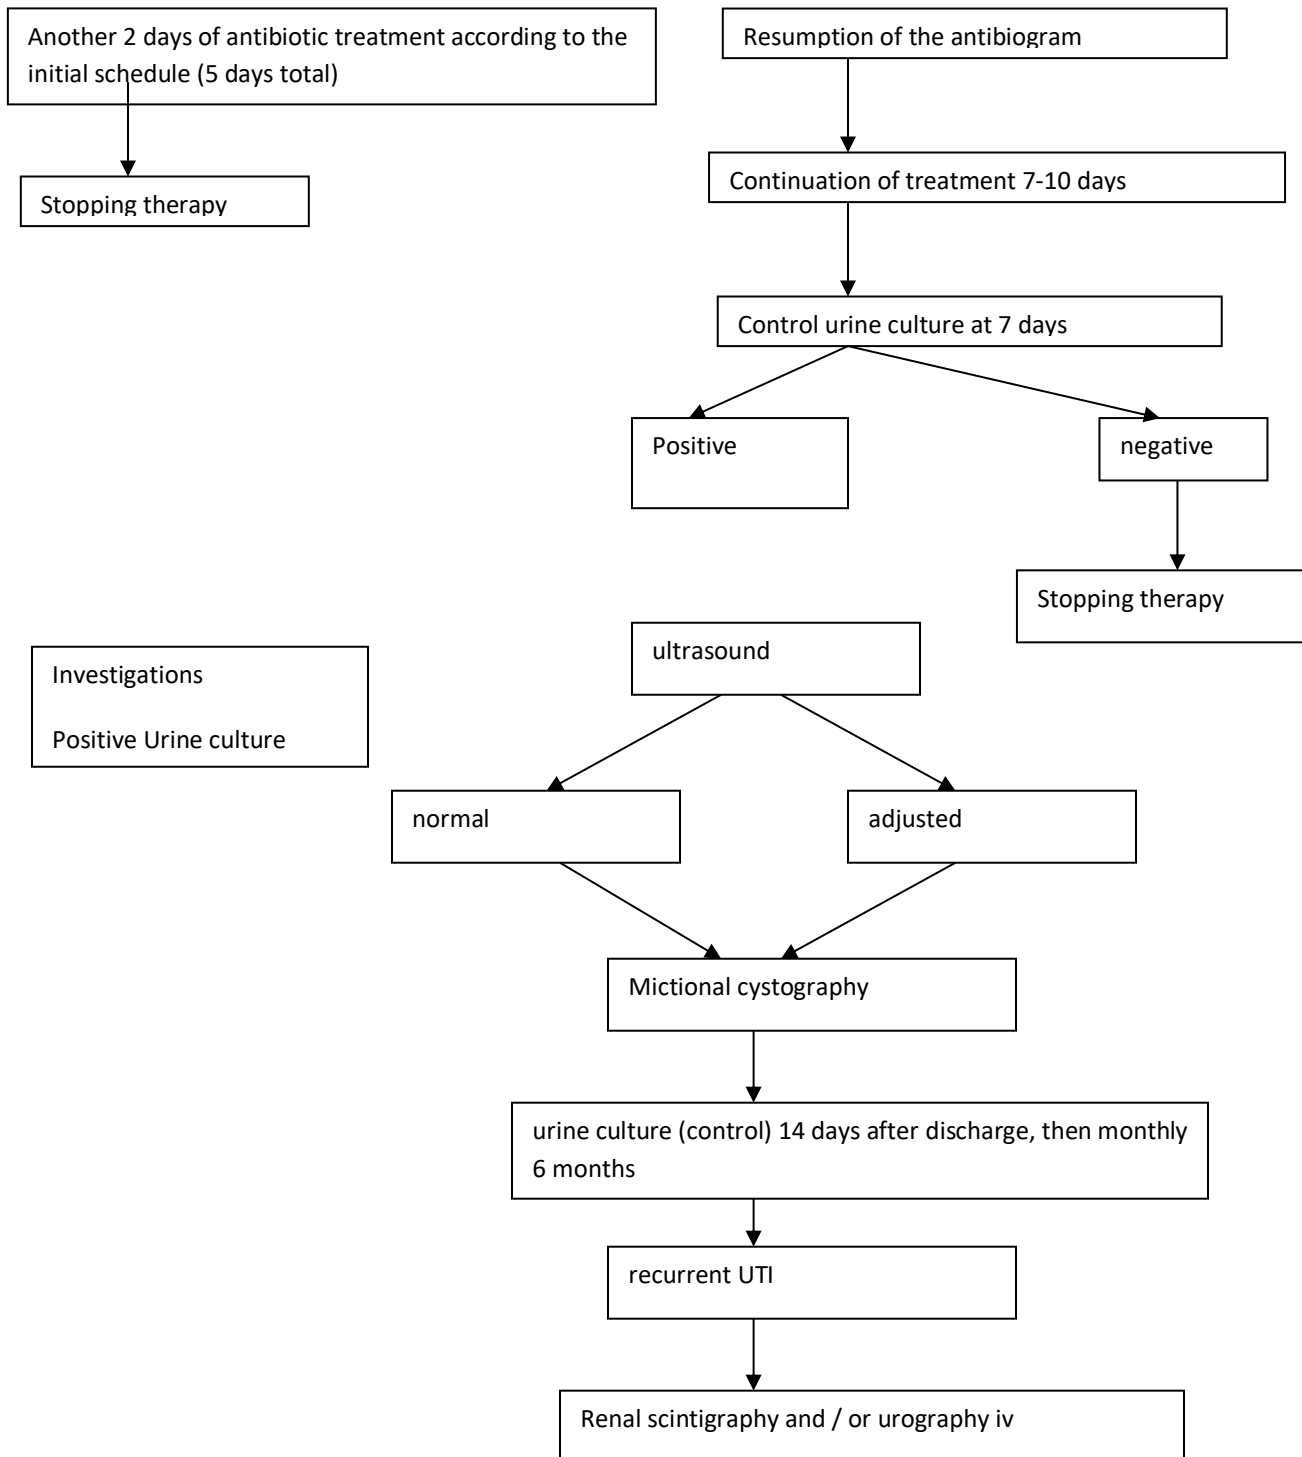 Another 2 days of antibiotic treatment according to the
initial schedule (5 days total)
Resumption of the antibiogram
Continuation of treatment 7-10 days
Stopping therapy
Control urine culture at 7 days
Positive
negative
Stopping therapy
ultrasound
Investigations
Positive Urine culture
normal
adjusted
Mictional cystography
urine culture (control) 14 days after discharge, then monthly
6 months
recurrent UTI
Renal scintigraphy and / or urography iv